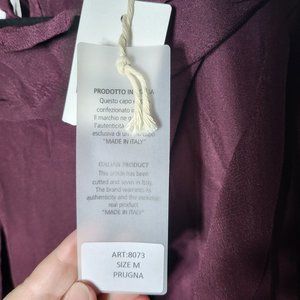 PRODOTTO IN
Questo capo
confezionato
Il marchio ne
l'autenticità
esclusiva di un
"MADE IN ITALY"
ITALIAN PRODUCT
This article has been
cutted and sewn in Italy.
The brand warrants its
authenticity and the exclusive
real product
"MADE IN ITALY"
ART:8073
SIZE M
PRUGNA